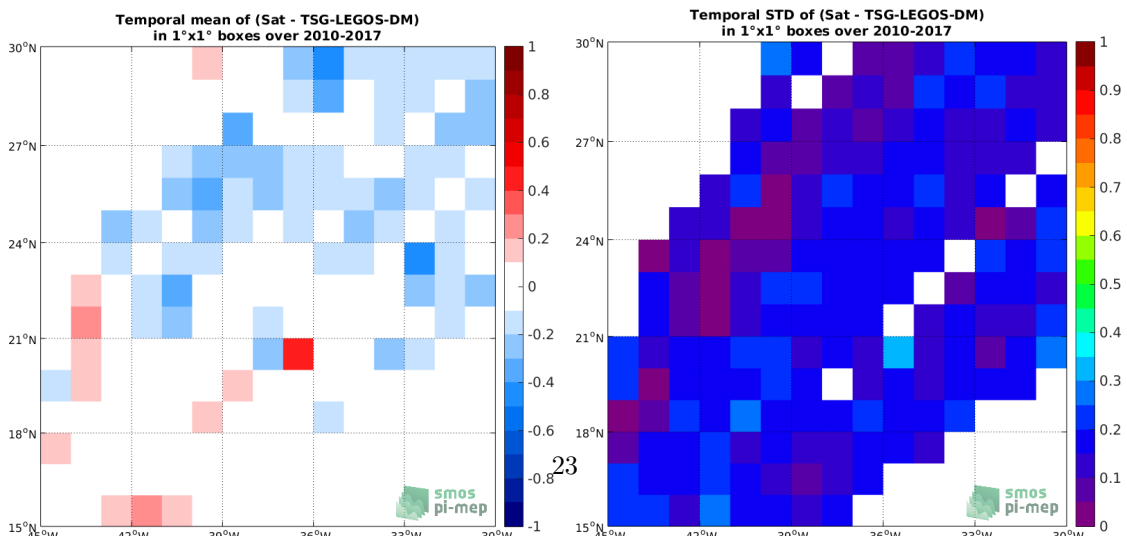 Temporal mean of (Sat - TSG-LEGOS-DM)
in 1°x1° boxes over 2010-2017
30°N
27°N
24°N
21°N
18°N
15°N
45°W
42°W
39°W
36°W
33°W
30°W
1
0.8
0.6
0.4
0.2
0
-0.2
-0.4
-0.6
-0.8
-1
smos
pi-mep
23
Temporal STD of (Sat - TSG-LEGOS-DM)
in 1°x1° boxes over 2010-2017
30°N
27°N
24°N
21°N
18°N
15°N
45°W
42°W
39°W
36°W
33°W
30°W
1
0.9
0.8
0.7
0.6
0.5
0.4
0.3
0.2
0.1
0
smos
pi-mep